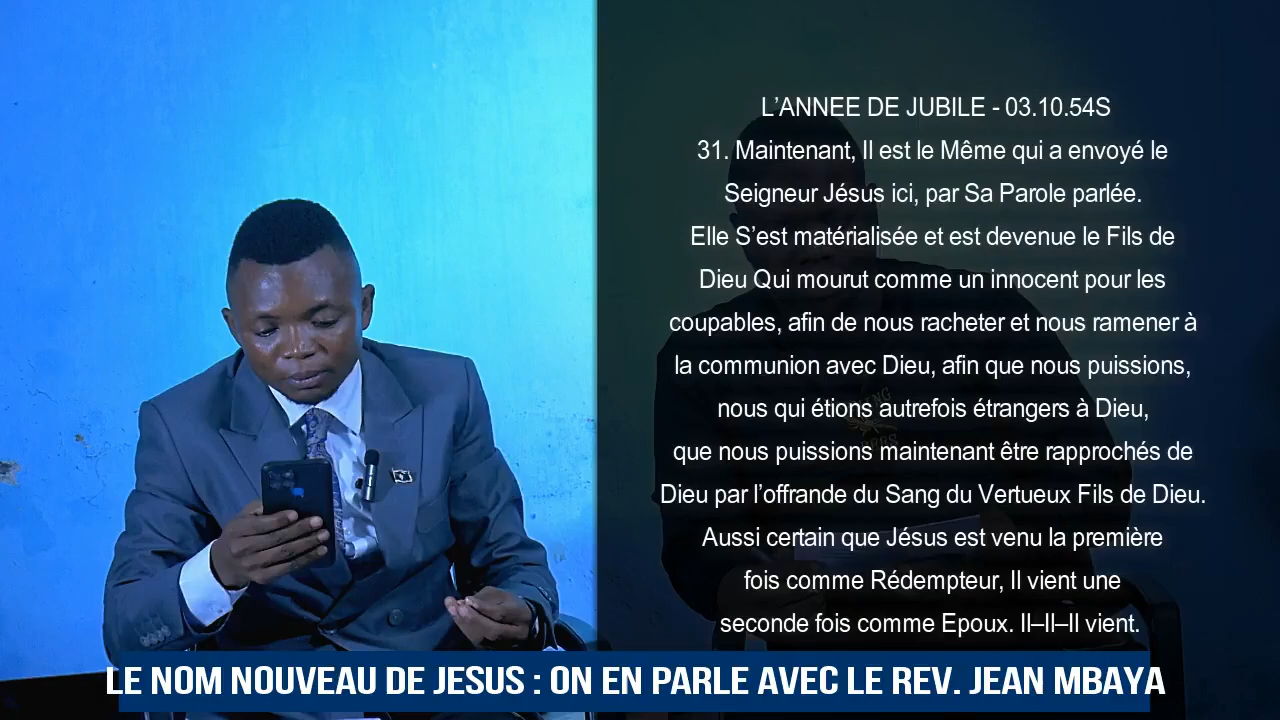 L'ANNEE DE JUBILE - 03.10.54S
31. Maintenant, Il est le Même qui a envoyé le
Seigneur Jésus ici, par Sa Parole parlée.
Elle S'est matérialisée et est devenue le Fils de
Dieu Qui mourut comme un innocent pour les
coupables, afin de nous racheter et nous ramener à
la communion avec Dieu, afin que nous puissions,
nous qui étions autrefois étrangers à Dieu,
que nous puissions maintenant être rapprochés de
Dieu par l'offrande du Sang du Vertueux Fils de Dieu.
Aussi certain que Jésus est venu la première
fois comme Rédempteur, Il vient une
seconde fois comme Epoux. Il–Il–Il vient.
LE NOM NOUVEAU DE JESUS : ON EN PARLE AVEC LE REV. JEAN MBAYA